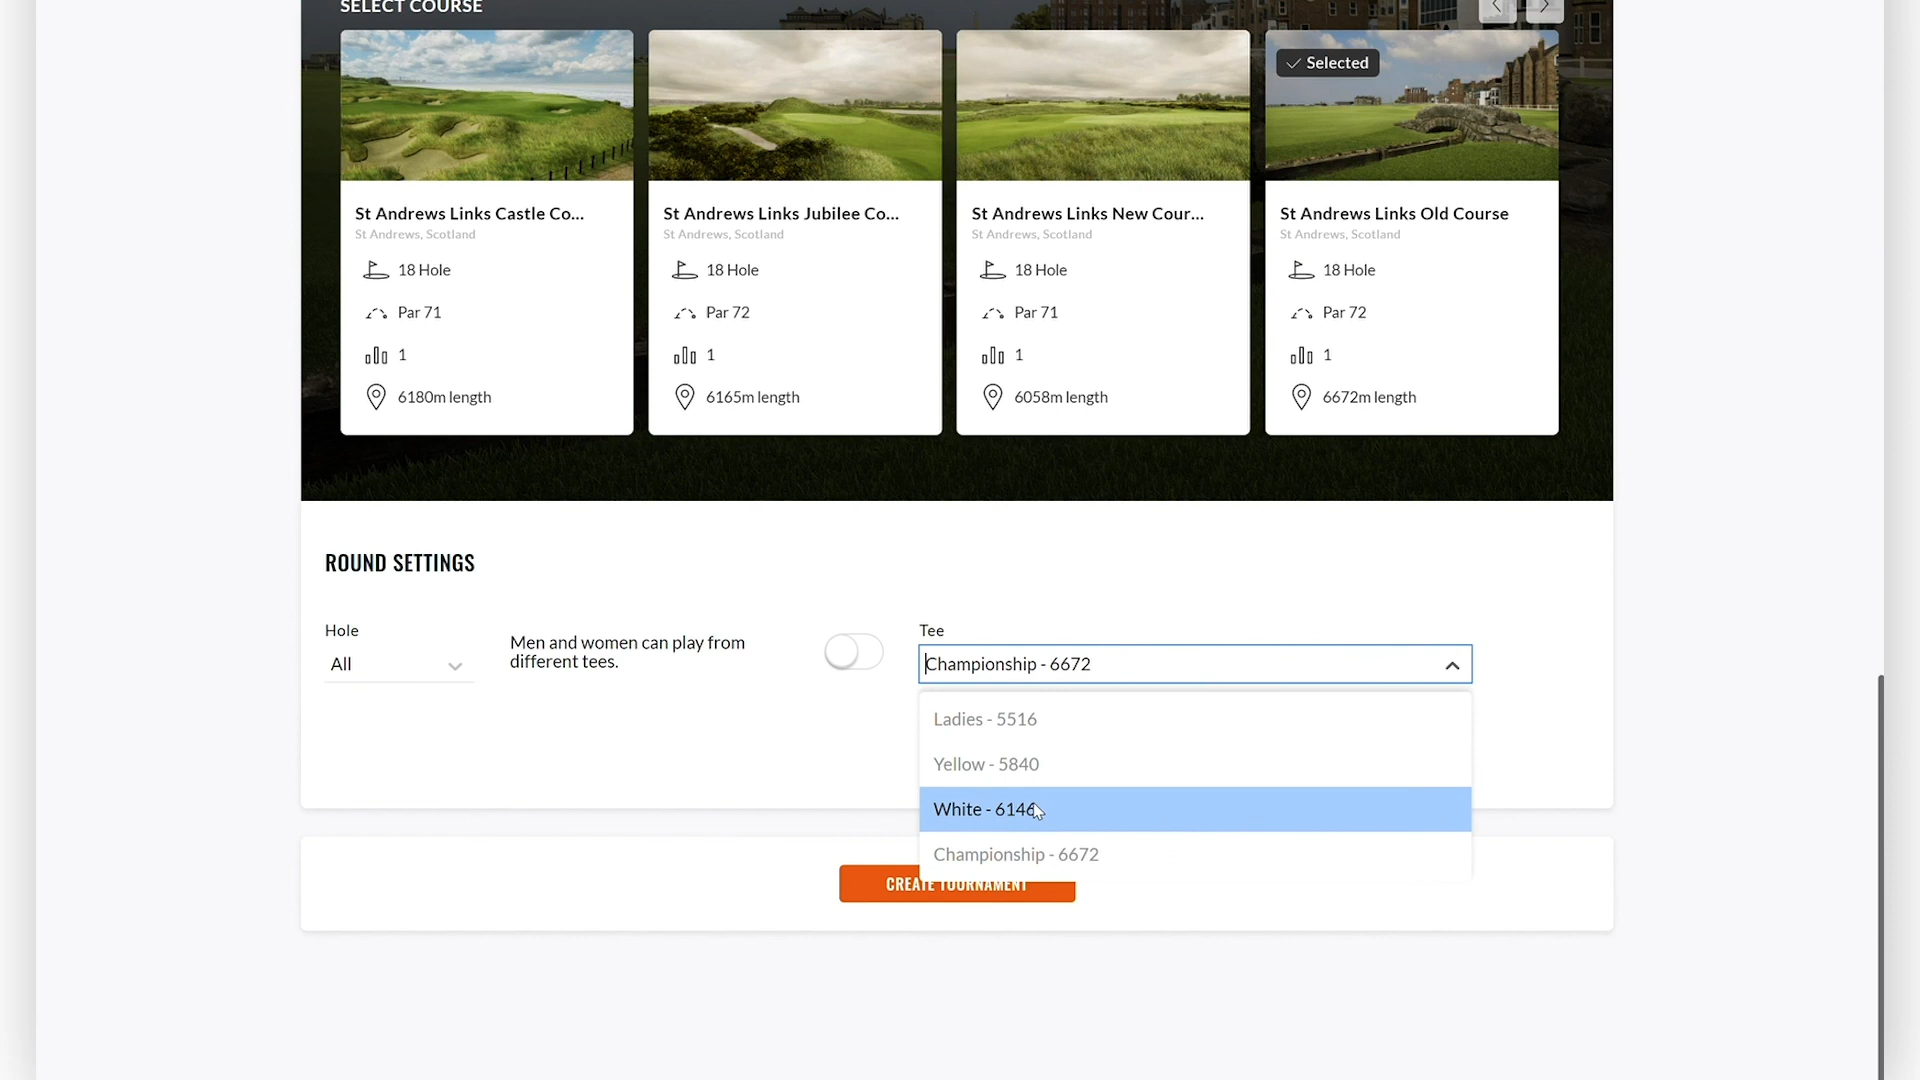 SELECT COURSE
Selected
St Andrews Links Castle Co...
St Andrews, Scotland
18 Hole
Par 71
1
6180m length
St Andrews Links Jubilee Co...
St Andrews, Scotland
18 Hole
Par 72
1
6165m length
St Andrews Links New Cour...
St Andrews, Scotland
18 Hole
Par 71
1
6058m length
St Andrews Links Old Course
St Andrews, Scotland
18 Hole
Par 72
1
6672m length
ROUND SETTINGS
Hole
All
Men and women can play from
different tees.
Tee
Championship - 6672
Ladies - 5516
Yellow - 5840
White - 6146
Championship - 6672
CREATE TOURNAMENT